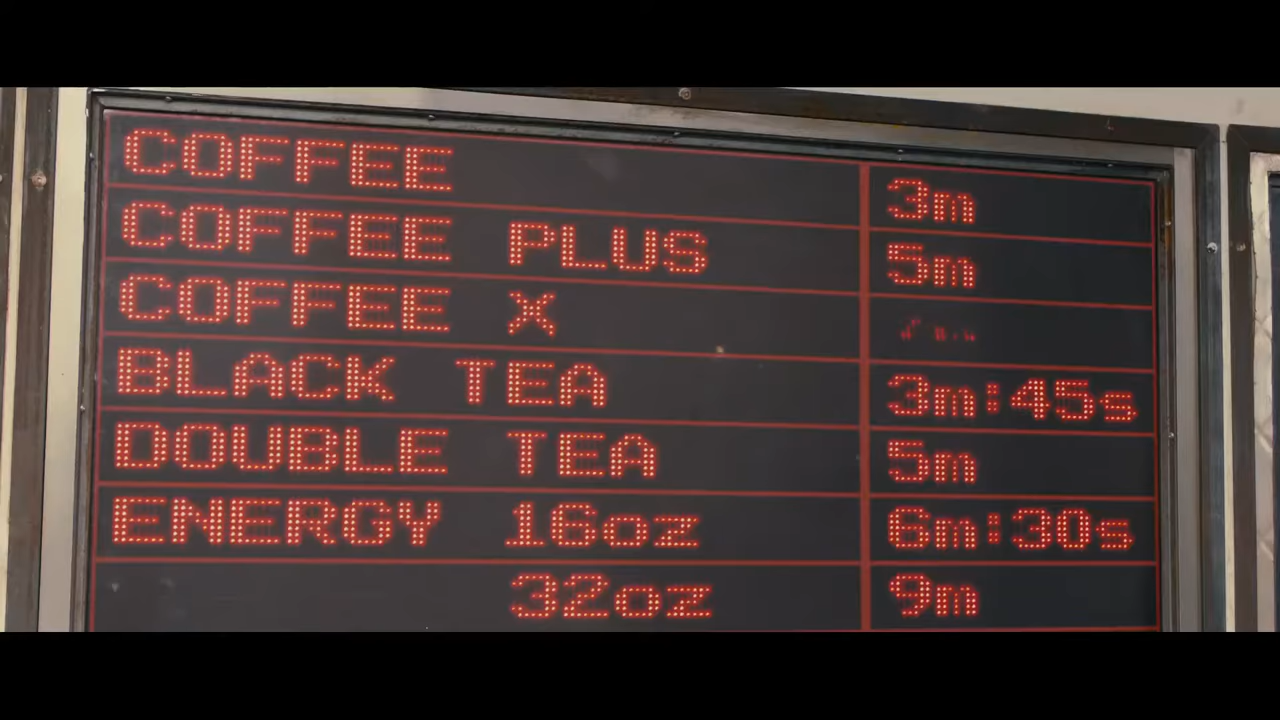 COFFEE 3m
COFFEE PLUS 5m
COFFEE X
BLACK TEA 3m:45s
DOUBLE TEA 5m
ENERGY 16oz 6m:30s
32oz 9m